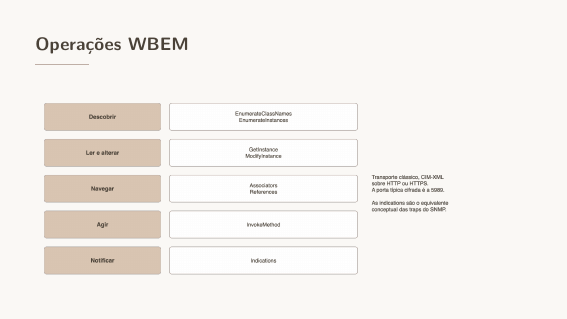 Operações WBEM
Descobrir
EnumerateClassNames
EnumerateInstances
Ler e alterar
GetInstance
ModifyInstance
Navegar
Associators
References
Agir
InvokeMethod
Notificar
Indications
Transporte clássico, CIM-XML
sobre HTTP ou HTTPS.
A porta típica cifrada é a 5989.
As indications são o equivalente
conceptual das traps do SNMP.